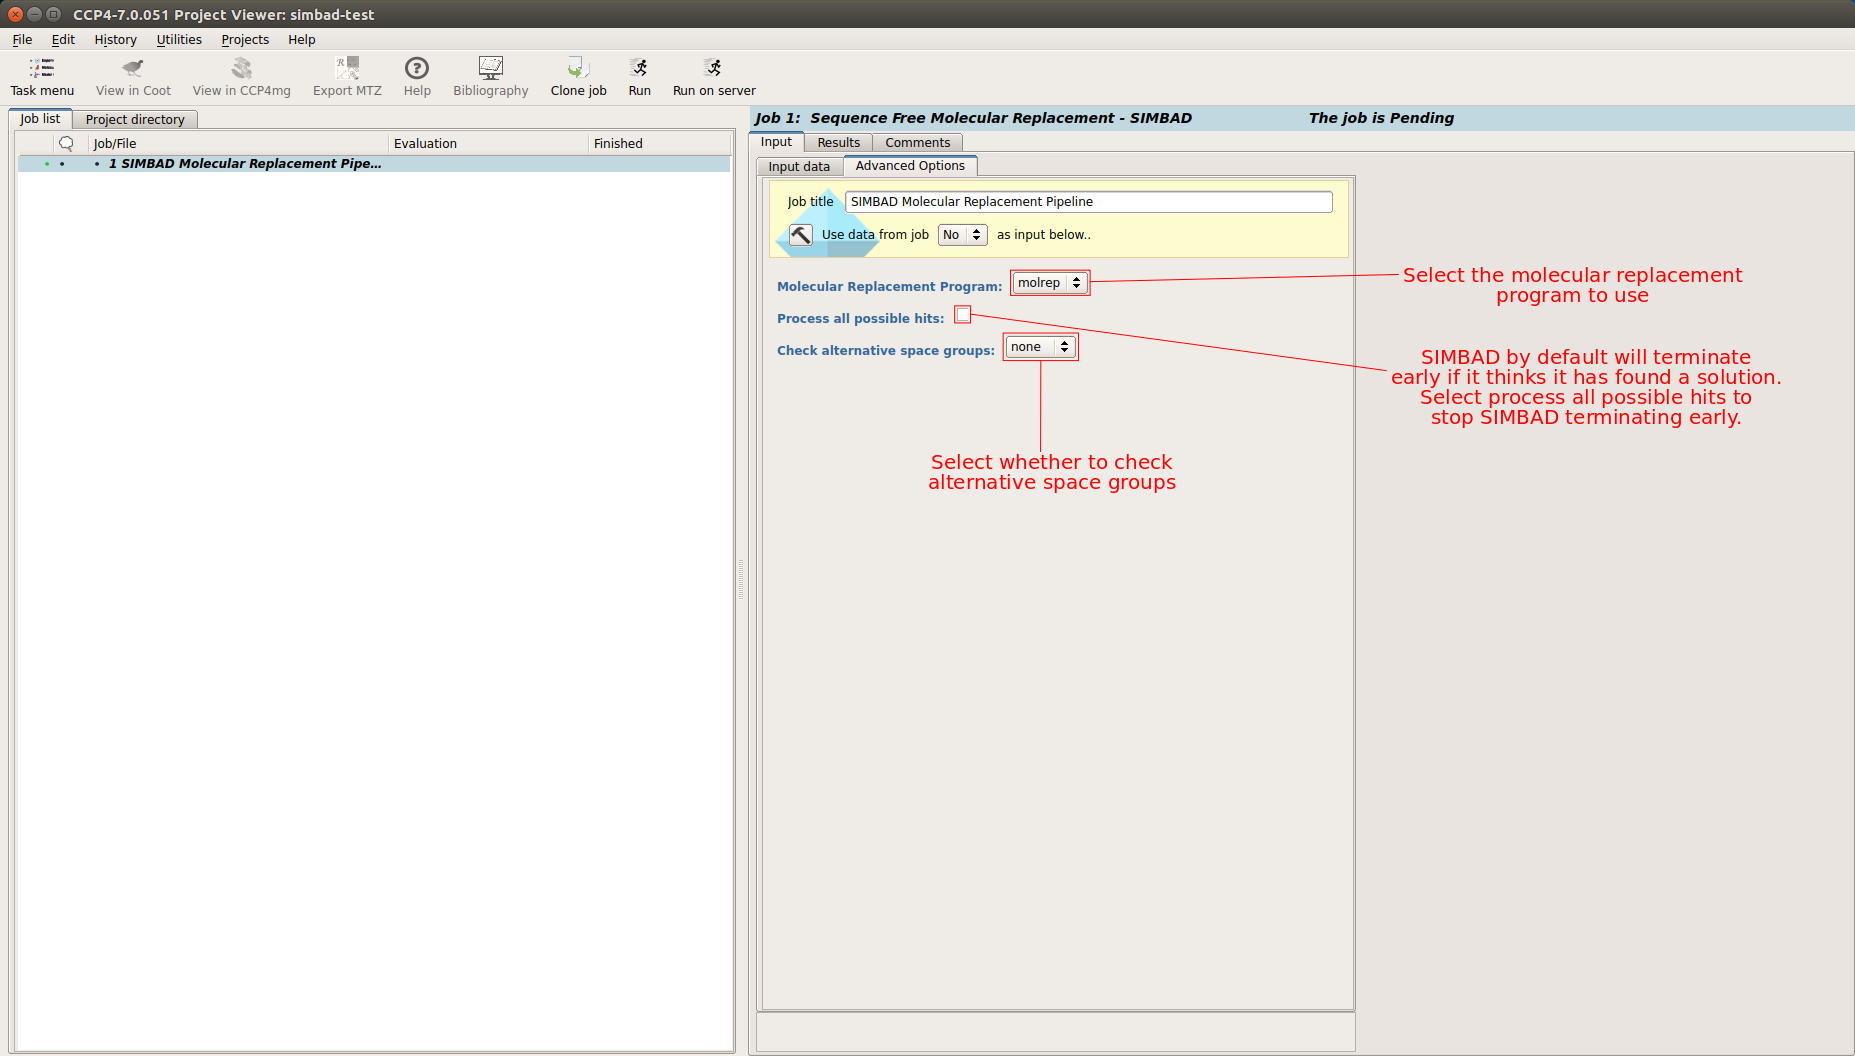 CCP4-7.0.051 Project Viewer: simbad-test
File Edit History Utilities Projects Help
Task menu View in Coot View in CCP4mg Export MTZ Help Bibliography Clone job Run Run on server
Job list Project directory
Job/File Evaluation Finished
1 SIMBAD Molecular Replacement Pipe...
Job 1: Sequence Free Molecular Replacement - SIMBAD The job is Pending
Input Results Comments
Input data Advanced Options
Job title SIMBAD Molecular Replacement Pipeline
Use data from job No as input below..
Molecular Replacement Program: molrep
Process all possible hits:
Check alternative space groups: none
Select the molecular replacement
program to use
SIMBAD by default will terminate
early if it thinks it has found a solution.
Select process all possible hits to
stop SIMBAD terminating early.
Select whether to check
alternative space groups